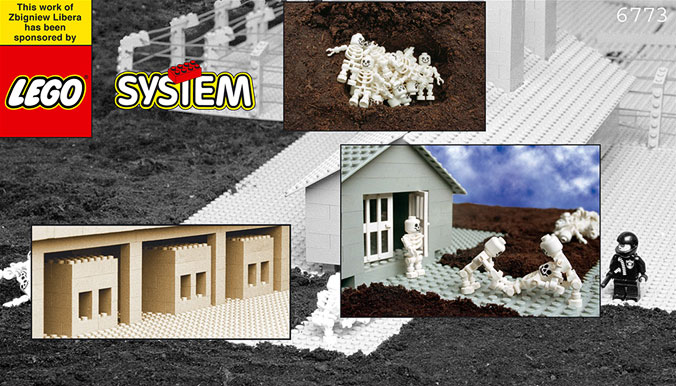 This work of
Zbigniew Libera
has been
sponsored by
6773
LEGO
SYSTEM